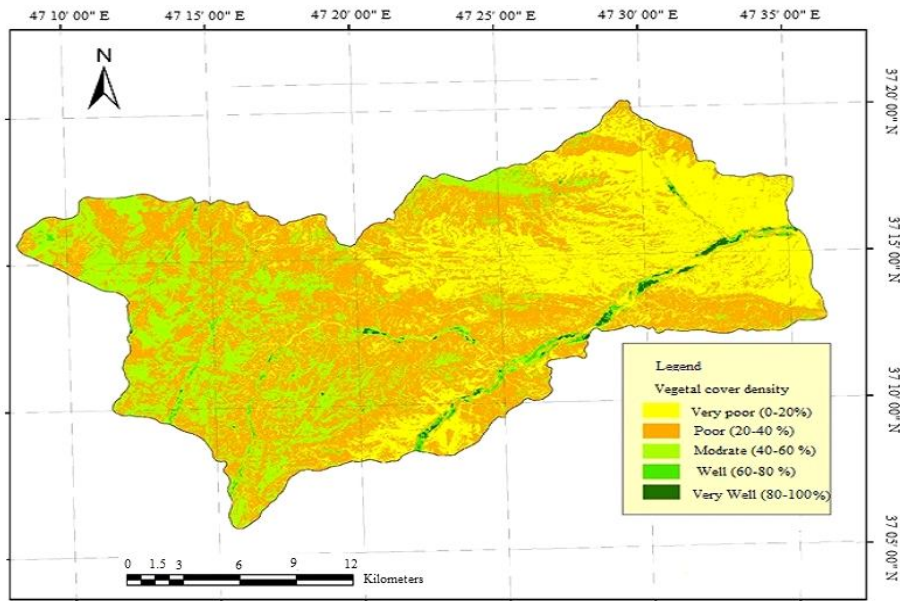 47 10' 00" E 47 15' 00" E 47 20' 00" E 47 25' 00" E 47 30' 00" E 47 35' 00" E
N
37 20' 00" N
37 15' 00" N
37 10' 00" N
37 05' 00" N
Legend
Vegetal cover density
Very poor (0-20%)
Poor (20-40 %)
Modrate (40-60 %)
Well (60-80 %)
Very Well (80-100%)
0 1.5 3 6 9 12
Kilometers